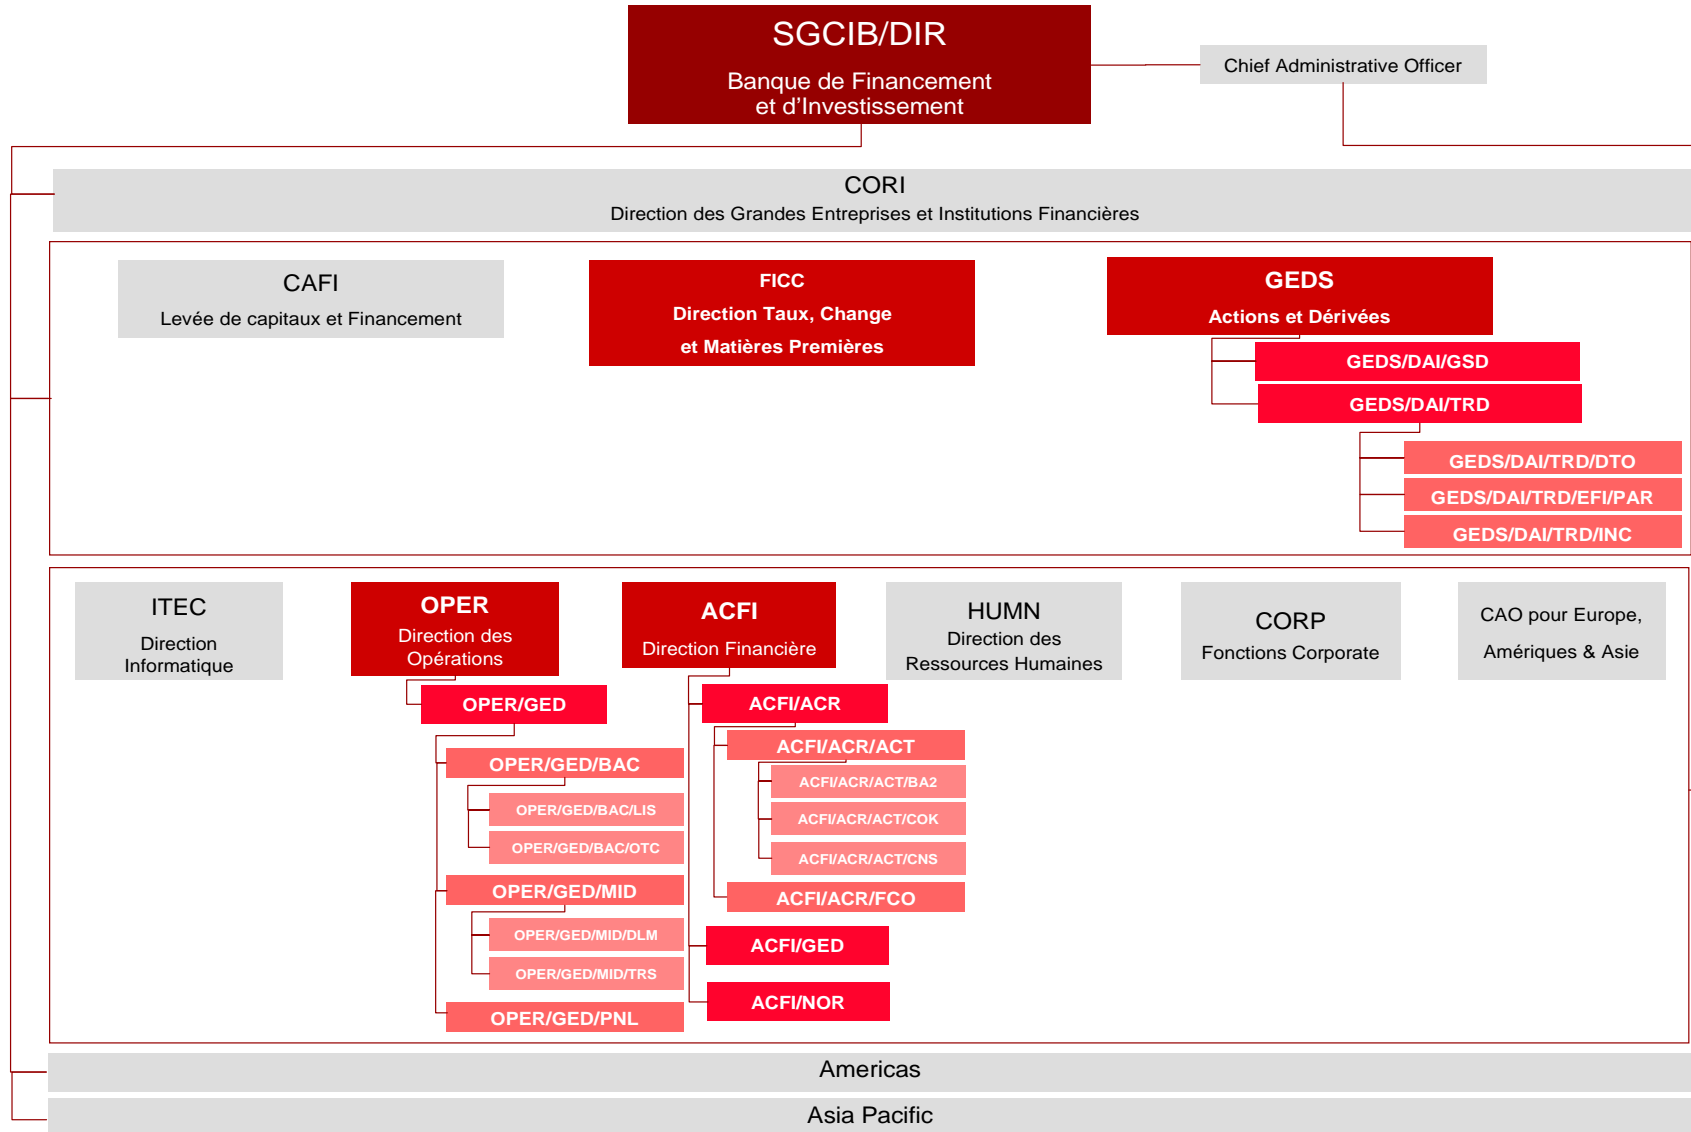 SGCIB/DIR
Banque de Financement
et d'Investissement
Chief Administrative Officer
CORI
Direction des Grandes Entreprises et Institutions Financières
CAFI
Levée de capitaux et Financement
FICC
Direction Taux, Change
et Matières Premières
GEDS
Actions et Dérivées
GEDS/DAI/GSD
GEDS/DAI/TRD
GEDS/DAI/TRD/DTO
GEDS/DAI/TRD/EFI/PAR
GEDS/DAI/TRD/INC
ITEC
Direction
Informatique
OPER
Direction des
Opérations
OPER/GED
OPER/GED/BAC
OPER/GED/BAC/LIS
OPER/GED/BAC/OTC
OPER/GED/MID
OPER/GED/MID/DLM
OPER/GED/MID/TRS
OPER/GED/PNL
ACFI
Direction Financière
ACFI/ACR
ACFI/ACR/ACT
ACFI/ACR/ACT/BA2
ACFI/ACR/ACT/COK
ACFI/ACR/ACT/CNS
ACFI/ACR/FCO
ACFI/GED
ACFI/NOR
HUMN
Direction des
Ressources Humaines
CORP
Fonctions Corporate
CAO pour Europe,
Amériques & Asie
Americas
Asia Pacific